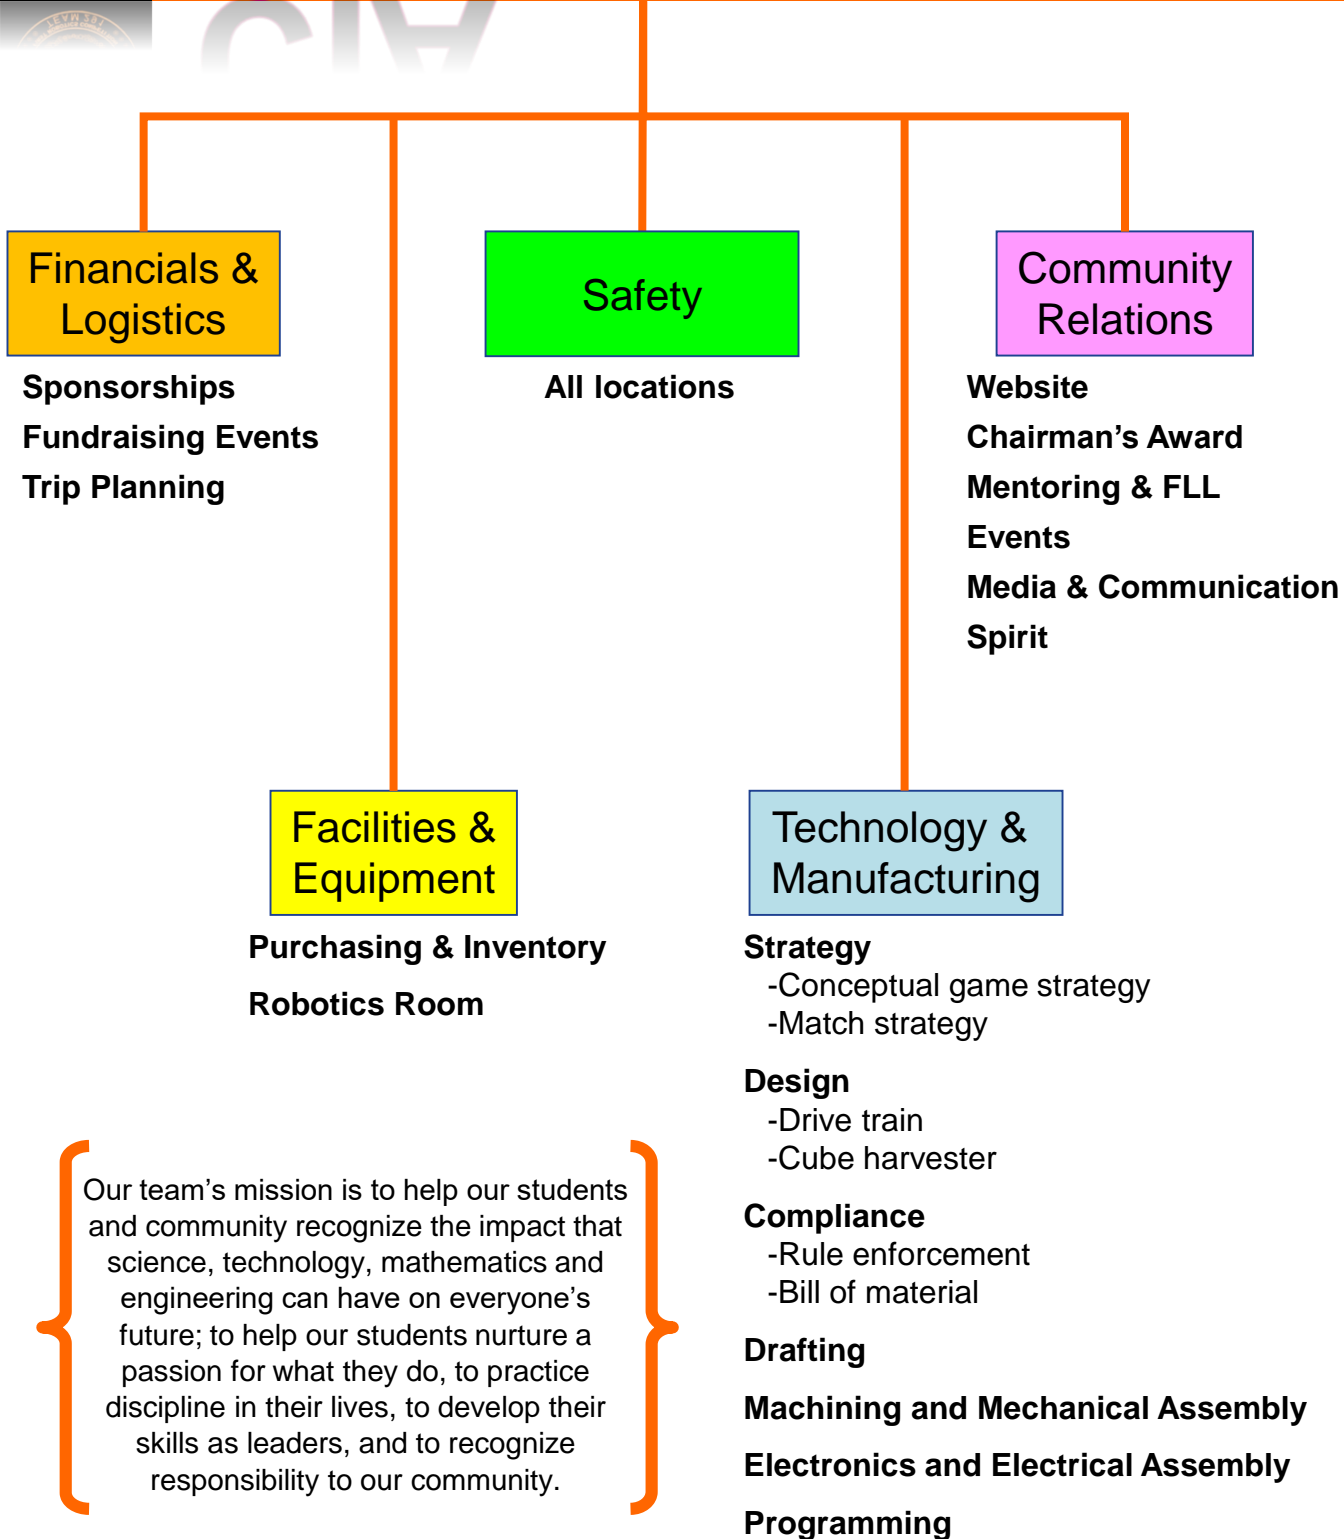 TEAM 291
CIA
Financials &
Logistics
Sponsorships
Fundraising Events
Trip Planning
Safety
All locations
Community
Relations
Website
Chairman’s Award
Mentoring & FLL
Events
Media & Communication
Spirit
Facilities &
Equipment
Purchasing & Inventory
Robotics Room
Technology &
Manufacturing
Strategy
-Conceptual game strategy
-Match strategy
Design
-Drive train
-Cube harvester
Compliance
-Rule enforcement
-Bill of material
Drafting
Machining and Mechanical Assembly
Electronics and Electrical Assembly
Programming
Our team’s mission is to help our students
and community recognize the impact that
science, technology, mathematics and
engineering can have on everyone’s
future; to help our students nurture a
passion for what they do, to practice
discipline in their lives, to develop their
skills as leaders, and to recognize
responsibility to our community.